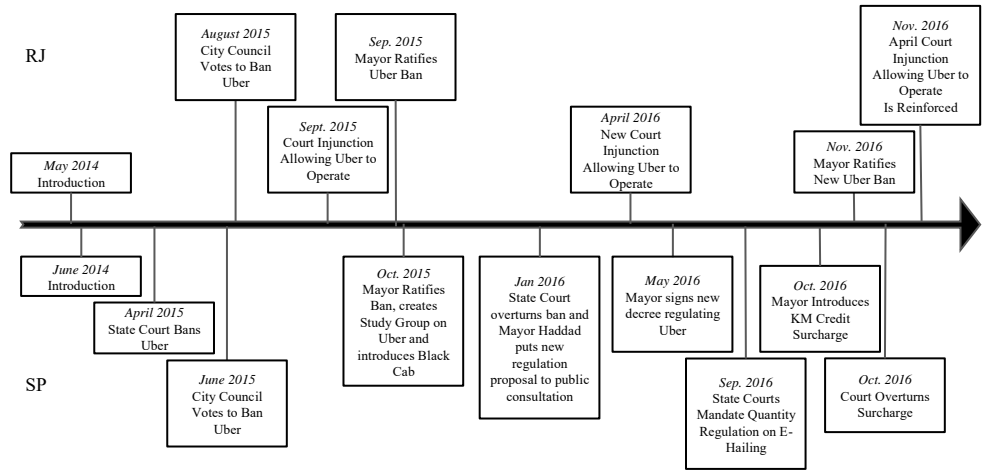 RJ
May 2014
Introduction
August 2015
City Council
Votes to Ban
Uber
Sept. 2015
Court Injunction
Allowing Uber to
Operate
Sep. 2015
Mayor Ratifies
Uber Ban
April 2016
New Court
Injunction
Allowing Uber to
Operate
Nov. 2016
Mayor Ratifies
New Uber Ban
Nov. 2016
April Court
Injunction
Allowing Uber to
Operate
Is Reinforced
SP
June 2014
Introduction
April 2015
State Court Bans
Uber
June 2015
City Council
Votes to Ban
Uber
Oct. 2015
Mayor Ratifies
Ban, creates
Study Group on
Uber and
introduces Black
Cab
Jan 2016
State Court
overturns ban and
Mayor Haddad
puts new
regulation
proposal to public
consultation
May 2016
Mayor signs new
decree regulating
Uber
Sep. 2016
State Courts
Mandate Quantity
Regulation on E-
Hailing
Oct. 2016
Mayor Introduces
KM Credit
Surcharge
Oct. 2016
Court Overturns
Surcharge